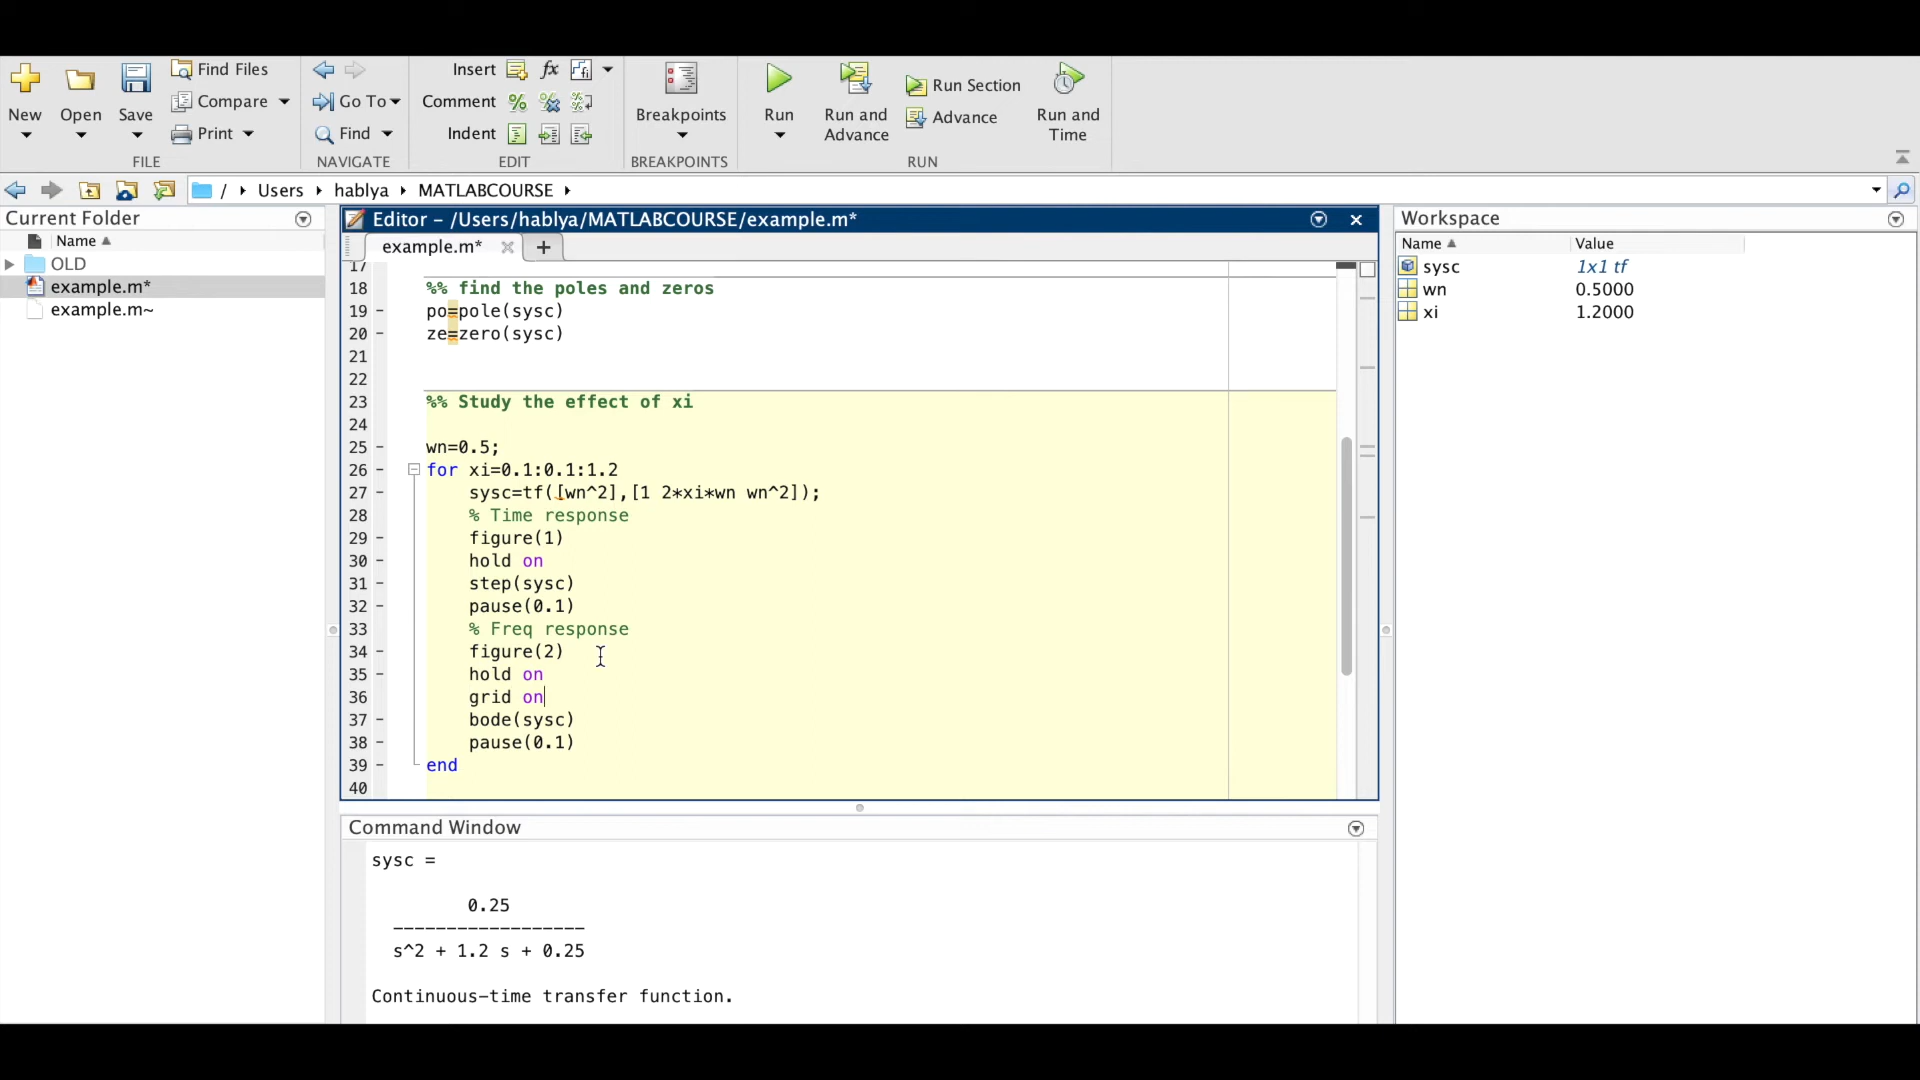 New
Open
Save
Find Files
Compare
Print
FILE
Go To
Find
NAVIGATE
Insert fx
Comment
Indent
EDIT
Breakpoints
BREAKPOINTS
Run
Run and Advance
Run Section
Advance
Run and Time
RUN
/ Users hablya MATLABCOURSE
Current Folder
Name
OLD
example.m*
example.m~
Editor - /Users/hablya/MATLABCOURSE/example.m*
example.m*
17
18 %% find the poles and zeros
19 - po=pole(sysc)
20 - ze=zero(sysc)
21
22
23 %% Study the effect of xi
24
25 - wn=0.5;
26 - for xi=0.1:0.1:1.2
27 - sysc=tf([wn^2],[1 2*xi*wn wn^2]);
28 % Time response
29 - figure(1)
30 - hold on
31 - step(sysc)
32 - pause(0.1)
33 % Freq response
34 - figure(2)
35 - hold on
36 - grid on
37 - bode(sysc)
38 - pause(0.1)
39 - end
40
Command Window
sysc =
0.25
------------------
s^2 + 1.2 s + 0.25
Continuous-time transfer function.
Workspace
Name Value
sysc 1x1 tf
wn 0.5000
xi 1.2000